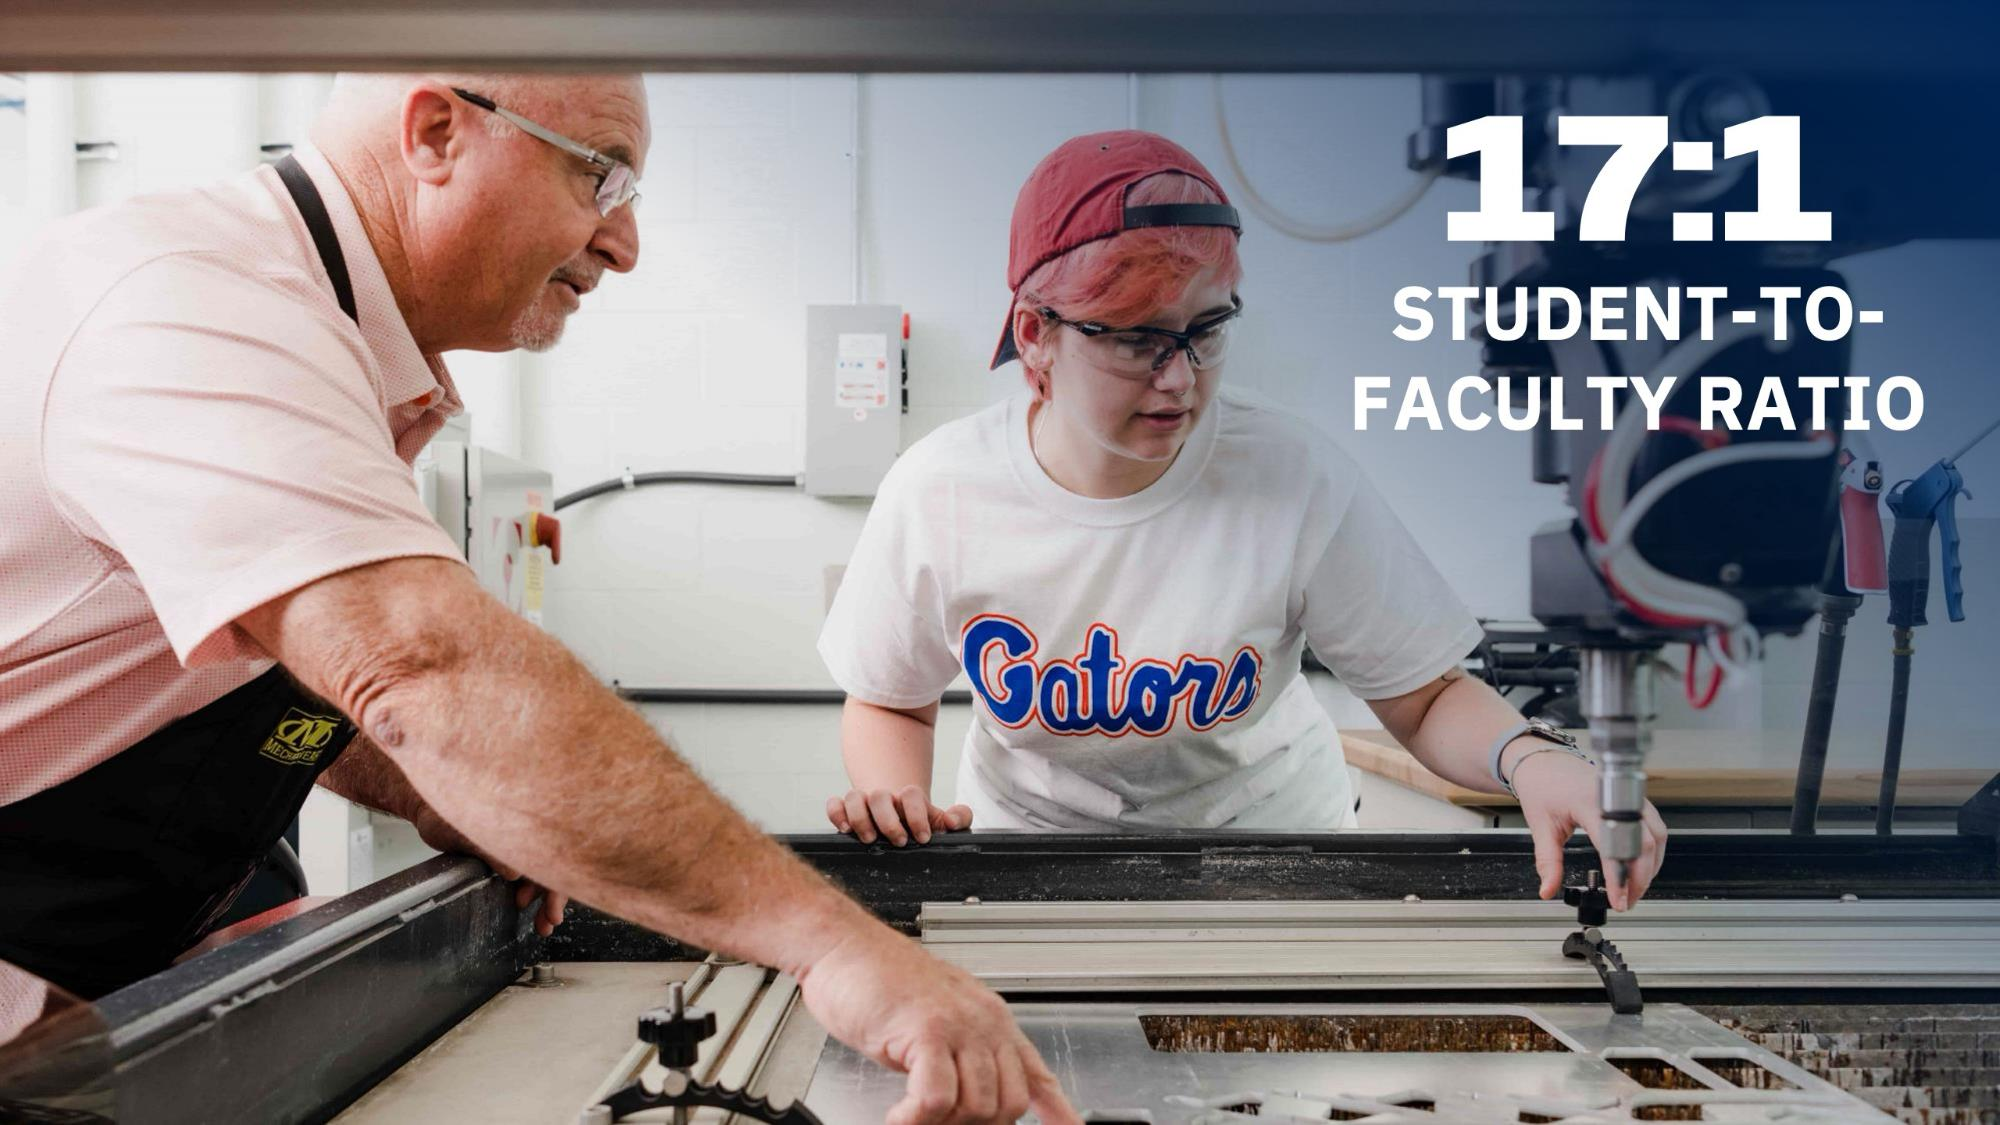 17:1
STUDENT-TO-
FACULTY RATIO
Gators